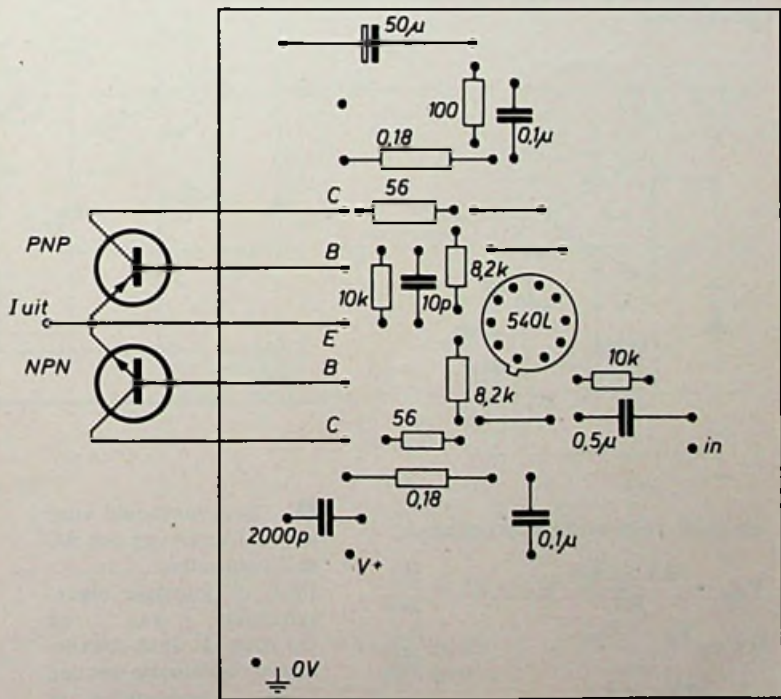 50µ
100
0,1µ
0,18
C
56
PNP
B
8,2k
10k
10p
540L
I uit
E
NPN
B
8,2k
10k
C
56
0,5µ
in
0,18
2000p
0,1µ
V+
0V